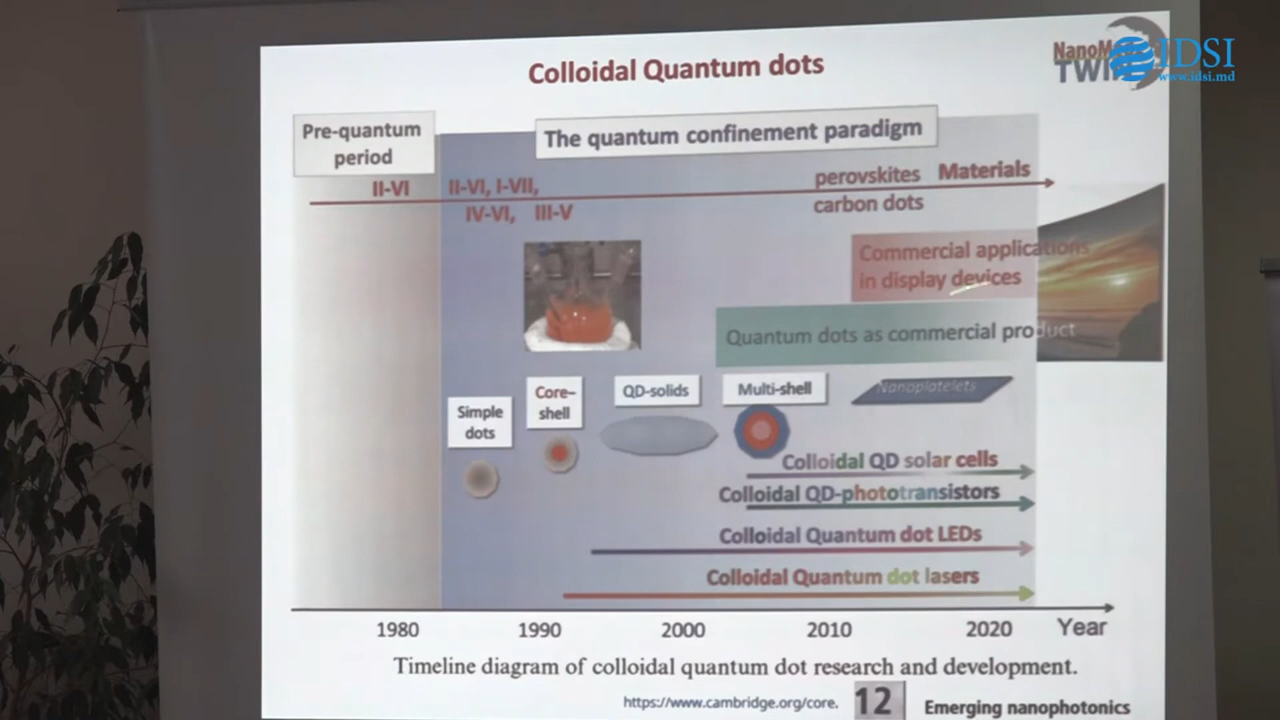 Colloidal Quantum dots
NanoM
TWI
IDSI
www.idsi.md
Pre-quantum
period
The quantum confinement paradigm
II-VI
II-VI, I-VII,
IV-VI, III-V
perovskites
Materials
carbon dots
Commercial applications
in display devices
Quantum dots as commercial product
Simple
dots
Core-
shell
QD-solids
Multi-shell
Nanoplatelets
Colloidal QD solar cells
Colloidal QD-phototransistors
Colloidal Quantum dot LEDs
Colloidal Quantum dot lasers
1980 1990 2000 2010 2020 Year
Timeline diagram of colloidal quantum dot research and development.
https://www.cambridge.org/core.
12
Emerging nanophotonics